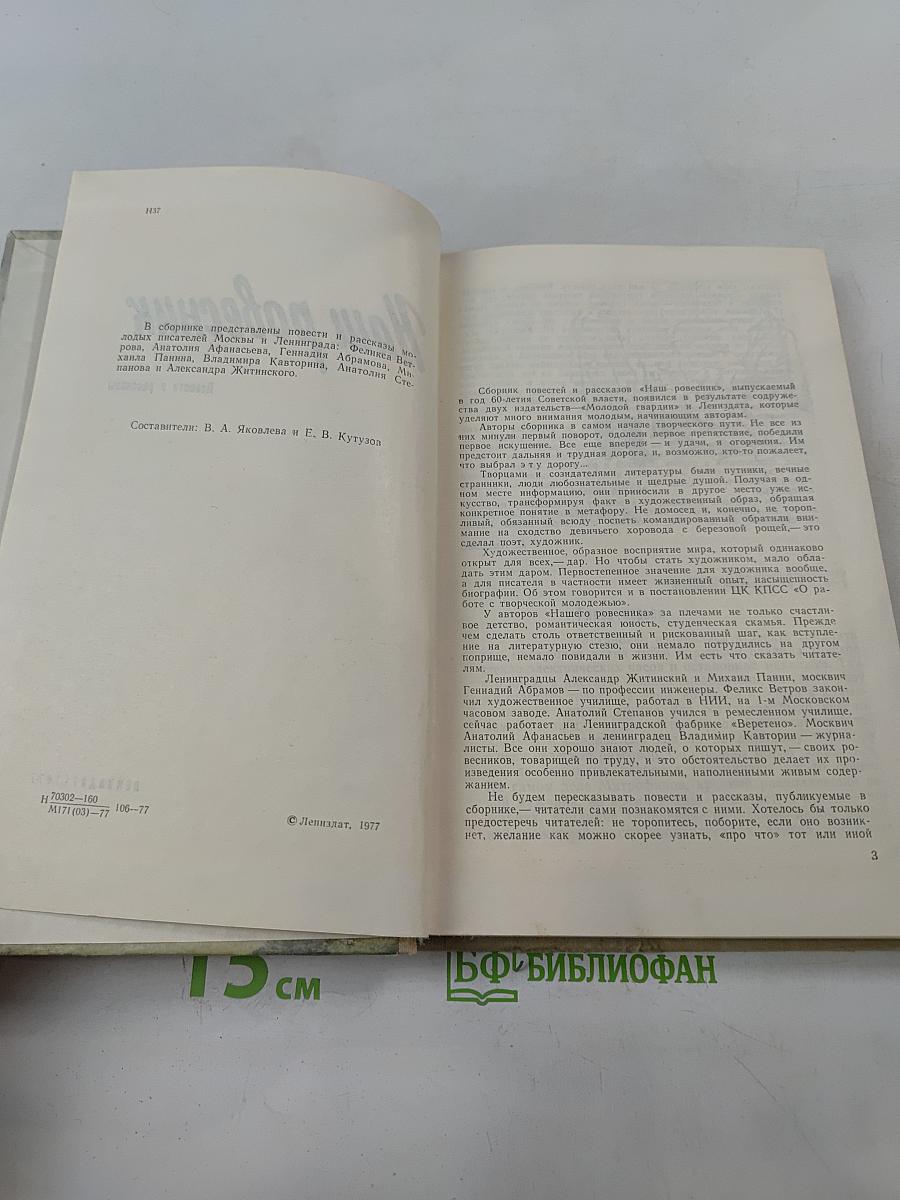 Н37
В сборнике представлены повести и рассказы мо-
лодых писателей Москвы и Ленинграда: Феликса Вет-
рова, Анатолия Афанасьева, Геннадия Абрамова, Ми-
хаила Панина, Владимира Кавторина, Анатолия Сте-
панова и Александра Житинского.
Составители: В. А. Яковлева и Е. В. Кутузов
Н 70302—160
М171(03)—77 106—77
© Лениздат, 1977
Сборник повестей и рассказов «Наш ровесник», выпускаемый
в год 60-летия Советской власти, появился в результате содруже-
ства двух издательств—«Молодой гвардии» и Лениздата, которые
уделяют много внимания молодым, начинающим авторам.
Авторы сборника в самом начале творческого пути. Не все из
них минули первый поворот, одолели первое препятствие, победили
первое искушение. Все еще впереди — и удачи, и огорчения. Им
предстоит дальняя и трудная дорога, и, возможно, кто-то пожалеет,
что выбрал эту дорогу...
Творцами и созидателями литературы были путники, вечные
странники, люди любознательные и щедрые душой. Получая в од-
ном месте информацию, они приносили в другое место уже ис-
кусство, трансформируя факт в художественный образ, обращая
конкретное понятие в метафору. Не домосед и, конечно, не тороп-
ливый, обязанный всюду поспеть командированный обратили вни-
мание на сходство девичьего хоровода с березовой рощей,— это
сделал поэт, художник.
Художественное, образное восприятие мира, который одинаково
открыт для всех,— дар. Но чтобы стать художником, мало обла-
дать этим даром. Первостепенное значение для художника вообще,
а для писателя в частности имеет жизненный опыт, насыщенность
биографии. Об этом говорится и в постановлении ЦК КПСС «О ра-
боте с творческой молодежью».
У авторов «Нашего ровесника» за плечами не только счастли-
вое детство, романтическая юность, студенческая скамья. Прежде
чем сделать столь ответственный и рискованный шаг, как вступле-
ние на литературную стезю, они немало потрудились на другом
поприще, немало повидали в жизни. Им есть что сказать читате-
лям.
Ленинградцы Александр Житинский и Михаил Панин, москвич
Геннадий Абрамов — по профессии инженеры. Феликс Ветров закон-
чил художественное училище, работал в НИИ, на 1-м Московском
часовом заводе. Анатолий Степанов учился в ремесленном училище,
сейчас работает на Ленинградской фабрике «Веретено». Москвич
Анатолий Афанасьев и ленинградец Владимир Кавторин — журна-
листы. Все они хорошо знают людей, о которых пишут, — своих ро-
весников, товарищей по труду, и это обстоятельство делает их про-
изведения особенно привлекательными, наполненными живым содер-
жанием.
Не будем пересказывать повести и рассказы, публикуемые в
сборнике,— читатели сами познакомятся с ними. Хотелось бы только
предостеречь читателей: не торопитесь, поборите, если оно возник-
нет, желание как можно скорее узнать, «про что» тот или иной
3
15 см
БФ БИБЛИОФАН